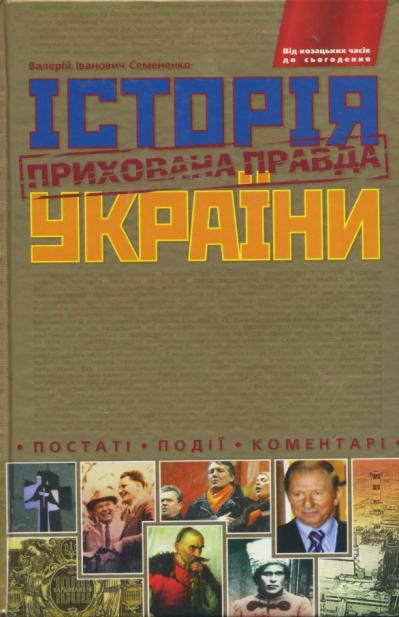 Валерій Іванович Семененко
Від козацьких часів
до сьогодення
ІСТОРІЯ
ПРИХОВАНА ПРАВДА
УКРАЇНИ
• ПОСТАТІ • ПОДІЇ • КОМЕНТАРІ •